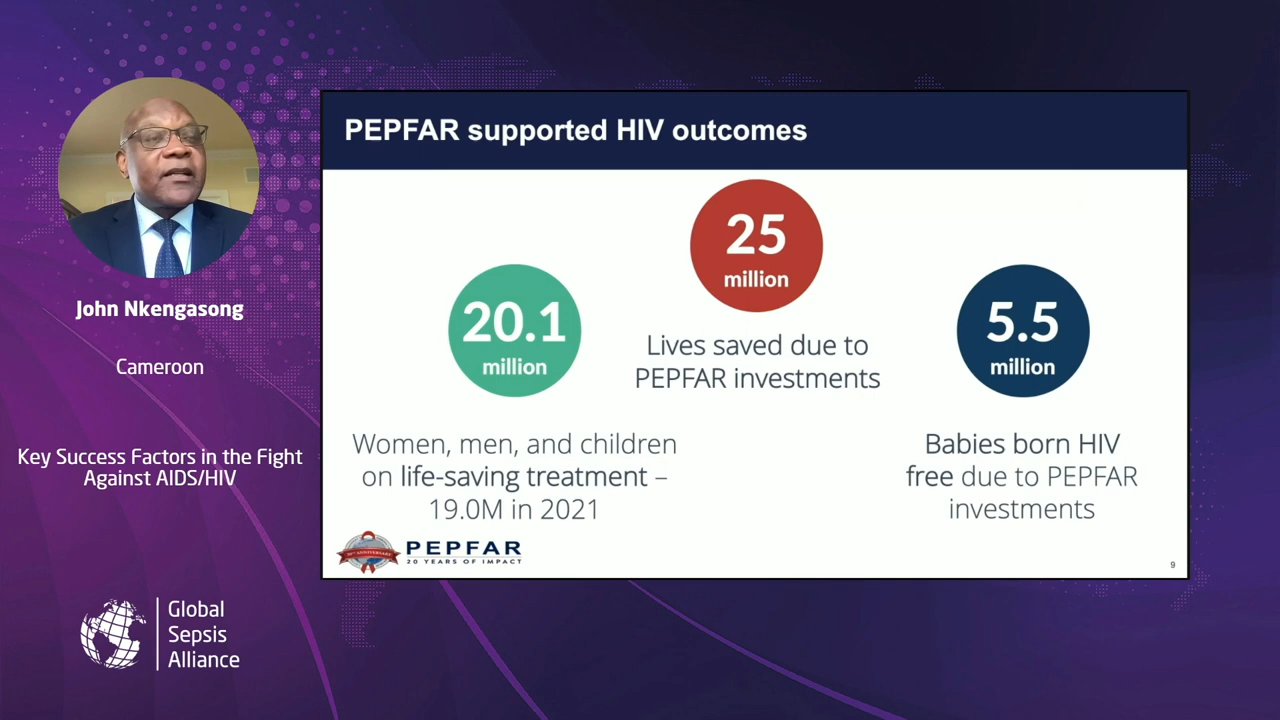 John Nkengasong
Cameroon
Key Success Factors in the Fight
Against AIDS/HIV
Global
Sepsis
Alliance
PEPFAR supported HIV outcomes
20.1
million
Women, men, and children
on life-saving treatment –
19.0M in 2021
25
million
Lives saved due to
PEPFAR investments
5.5
million
Babies born HIV
free due to PEPFAR
investments
PEPFAR
20 YEARS OF IMPACT
9